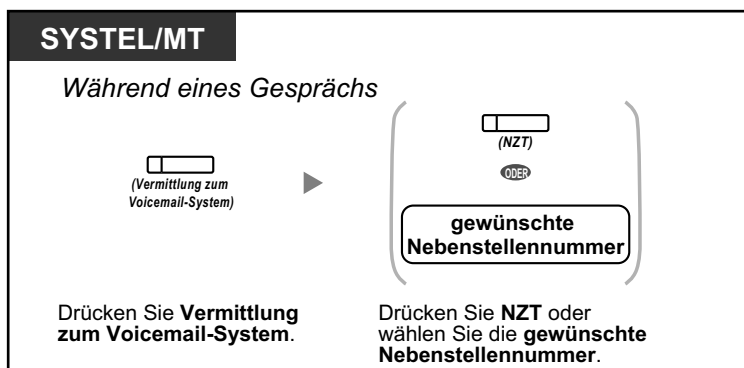 SYSTEL/MT
Während eines Gesprächs
(Vermittlung zum
Voicemail-System)
(NZT)
ODER
gewünschte
Nebenstellennummer
Drücken Sie Vermittlung
zum Voicemail-System.
Drücken Sie NZT oder
wählen Sie die gewünschte
Nebenstellennummer.